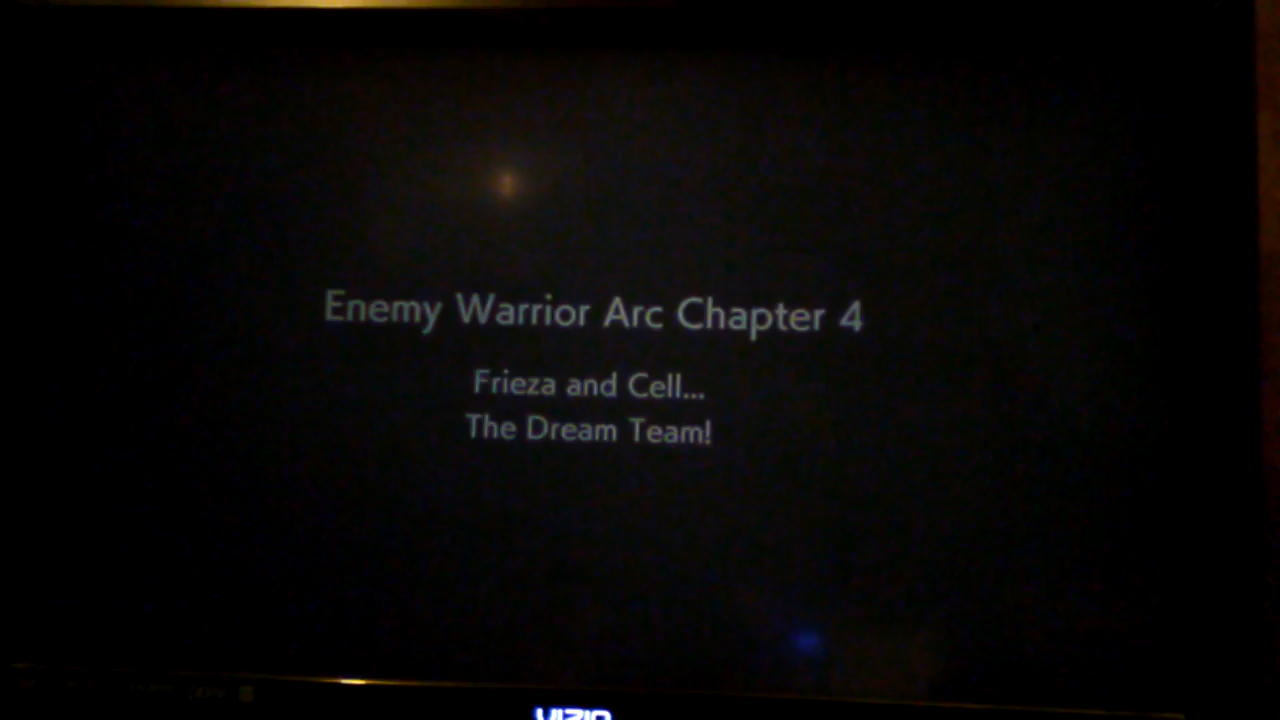 Enemy Warrior Arc Chapter 4
Frieza and Cell...
The Dream Team!
VIZIO